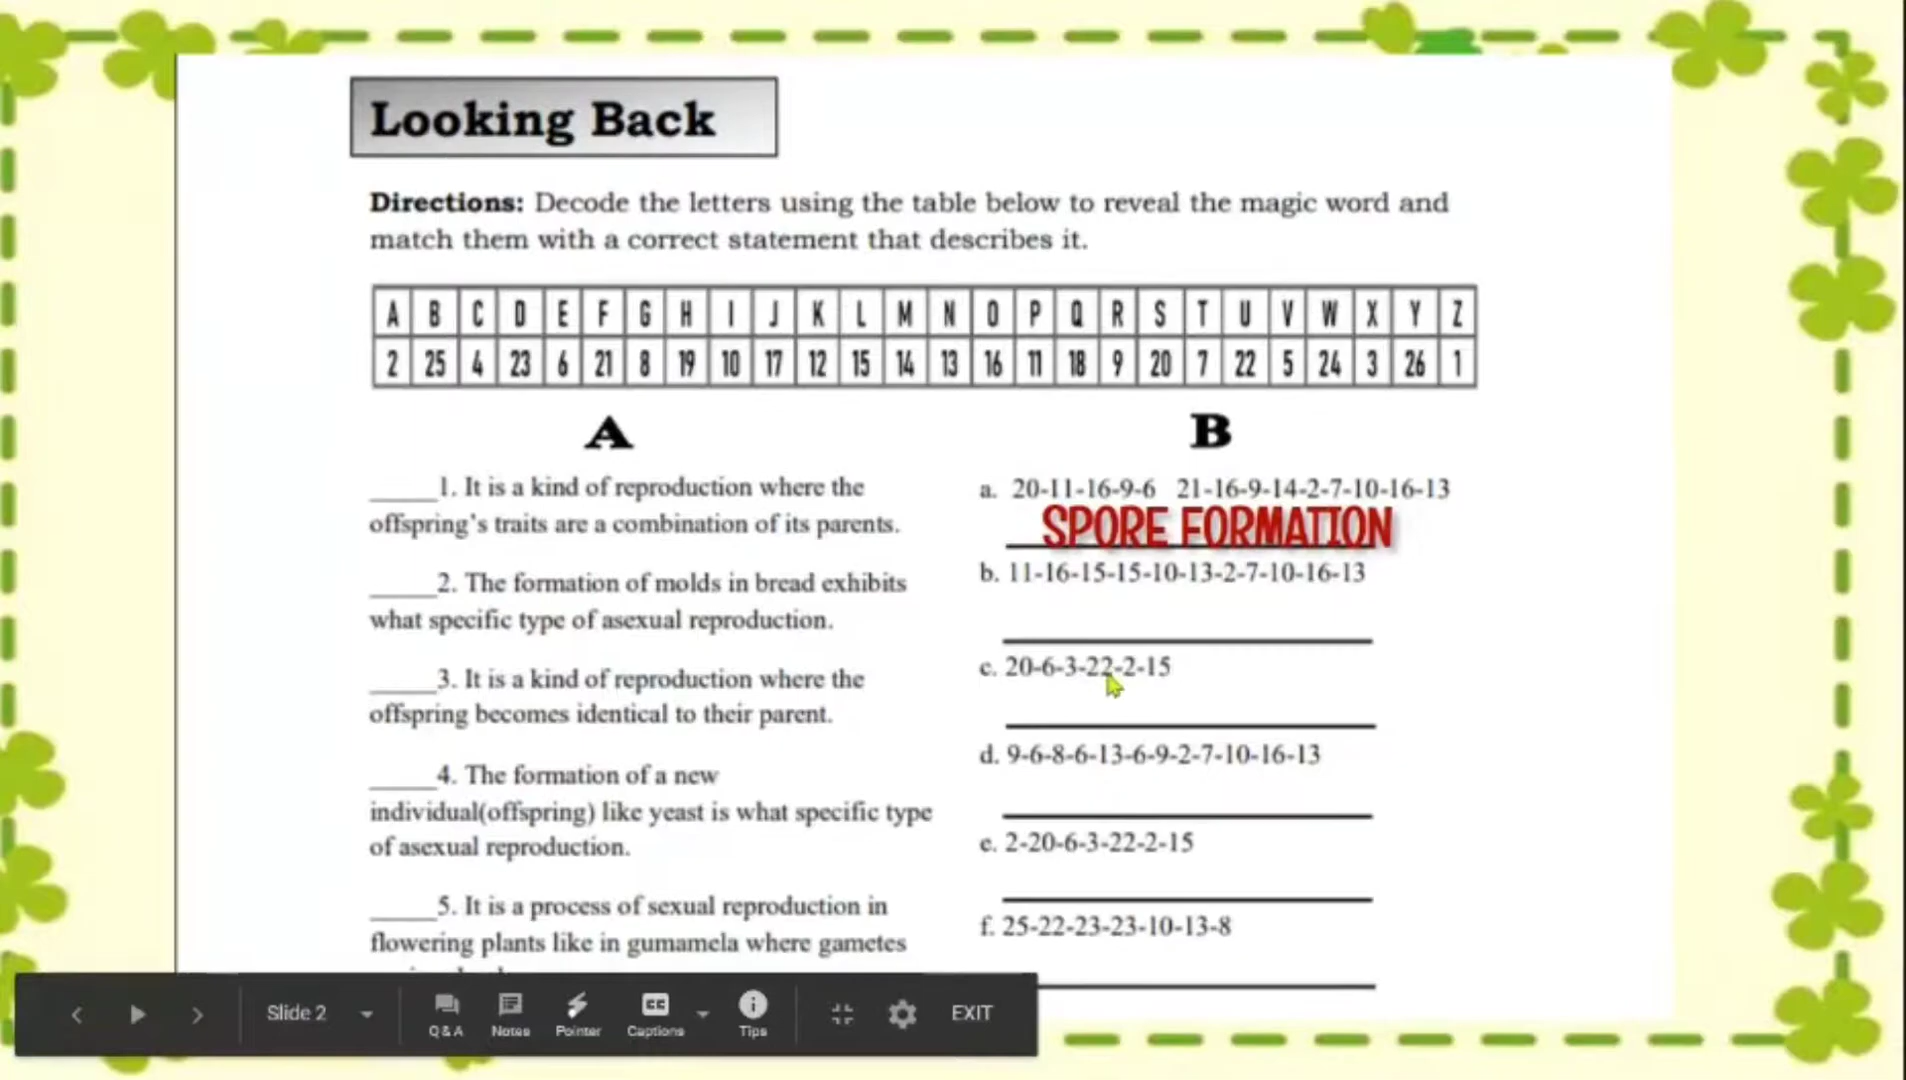 Looking Back
Directions: Decode the letters using the table below to reveal the magic word and
match them with a correct statement that describes it.
A B C D E F G H I J K L M N O P Q R S T U V W X Y Z
2 25 4 23 6 21 8 19 10 17 12 15 14 13 16 11 18 9 20 7 22 5 24 3 26 1
A
_____1. It is a kind of reproduction where the
offspring's traits are a combination of its parents.
_____2. The formation of molds in bread exhibits
what specific type of asexual reproduction.
_____3. It is a kind of reproduction where the
offspring becomes identical to their parent.
_____4. The formation of a new
individual(offspring) like yeast is what specific type
of asexual reproduction.
_____5. It is a process of sexual reproduction in
flowering plants like in gumamela where gametes
B
a. 20-11-16-9-6 21-16-9-14-2-7-10-16-13
SPORE FORMATION
b. 11-16-15-15-10-13-2-7-10-16-13
c. 20-6-3-22-2-15
d. 9-6-8-6-13-6-9-2-7-10-16-13
e. 2-20-6-3-22-2-15
f. 25-22-23-23-10-13-8
Slide 2
Q & A
Notes
Pointer
CC
Captions
Tips
EXIT